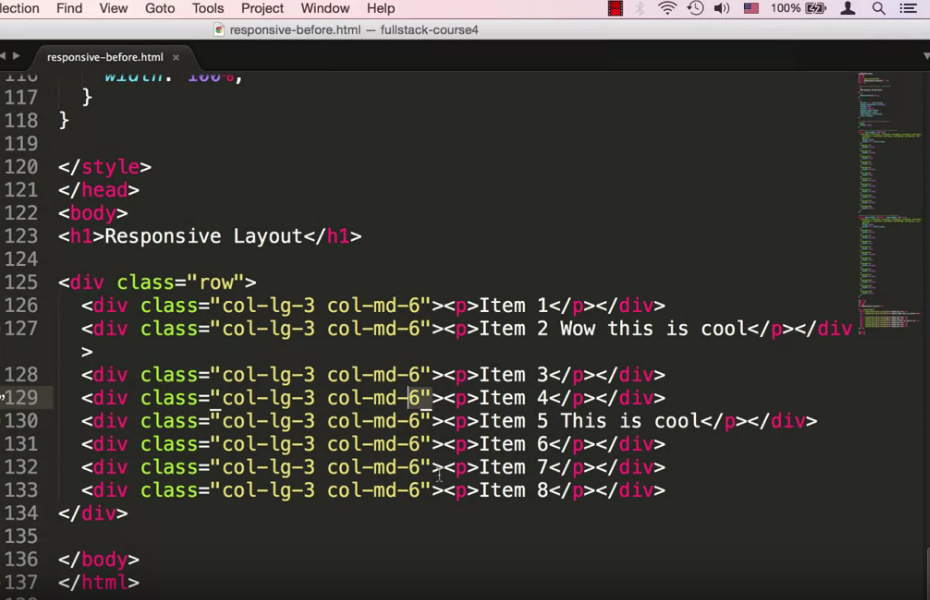 lection Find View Goto Tools Project Window Help 100%
responsive-before.html — fullstack-course4
responsive-before.html ×
116 width: 100%;
117 }
118 }
119
120 </style>
121 </head>
122 <body>
123 <h1>Responsive Layout</h1>
124
125 <div class="row">
126 <div class="col-lg-3 col-md-6"><p>Item 1</p></div>
127 <div class="col-lg-3 col-md-6"><p>Item 2 Wow this is cool</p></div
>
128 <div class="col-lg-3 col-md-6"><p>Item 3</p></div>
129 <div class="col-lg-3 col-md-6"><p>Item 4</p></div>
130 <div class="col-lg-3 col-md-6"><p>Item 5 This is cool</p></div>
131 <div class="col-lg-3 col-md-6"><p>Item 6</p></div>
132 <div class="col-lg-3 col-md-6"><p>Item 7</p></div>
133 <div class="col-lg-3 col-md-6"><p>Item 8</p></div>
134 </div>
135
136 </body>
137 </html>